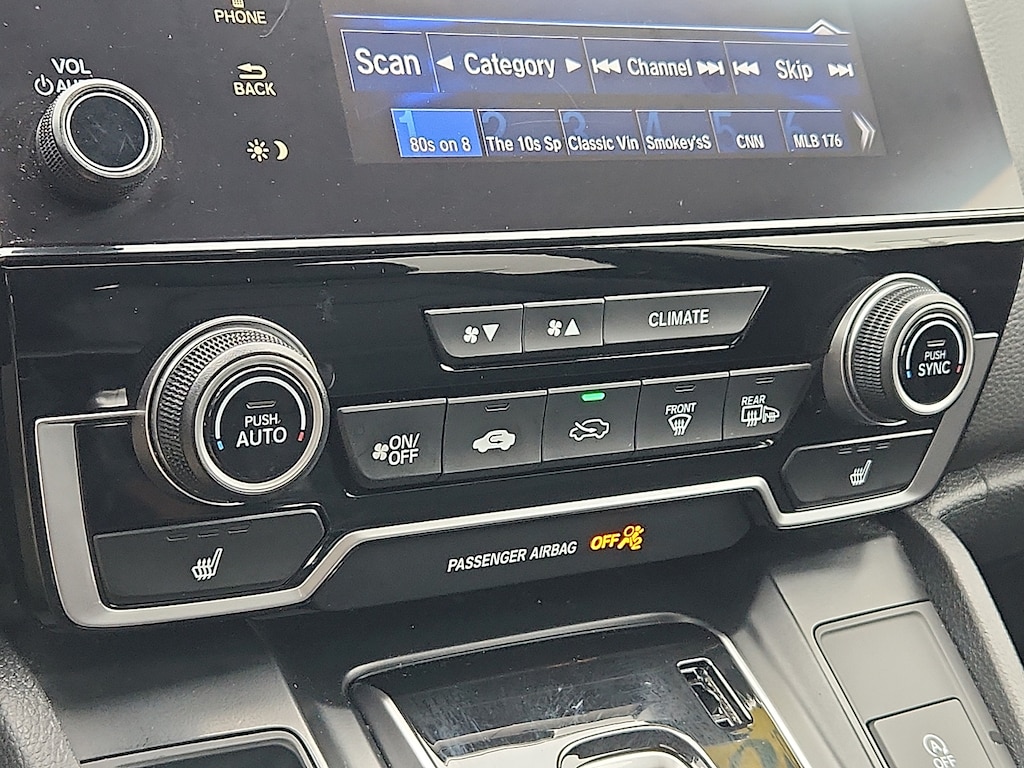 PHONE
VOL
AU
BACK
Scan
Category
Channel
Skip
1
80s on 8
2
The 10s Sp
3
Classic Vin
4
Smokey'sS
5
CNN
6
MLB 176
CLIMATE
PUSH
AUTO
ON/
OFF
FRONT
REAR
PUSH
SYNC
PASSENGER AIRBAG
OFF
A
OFF